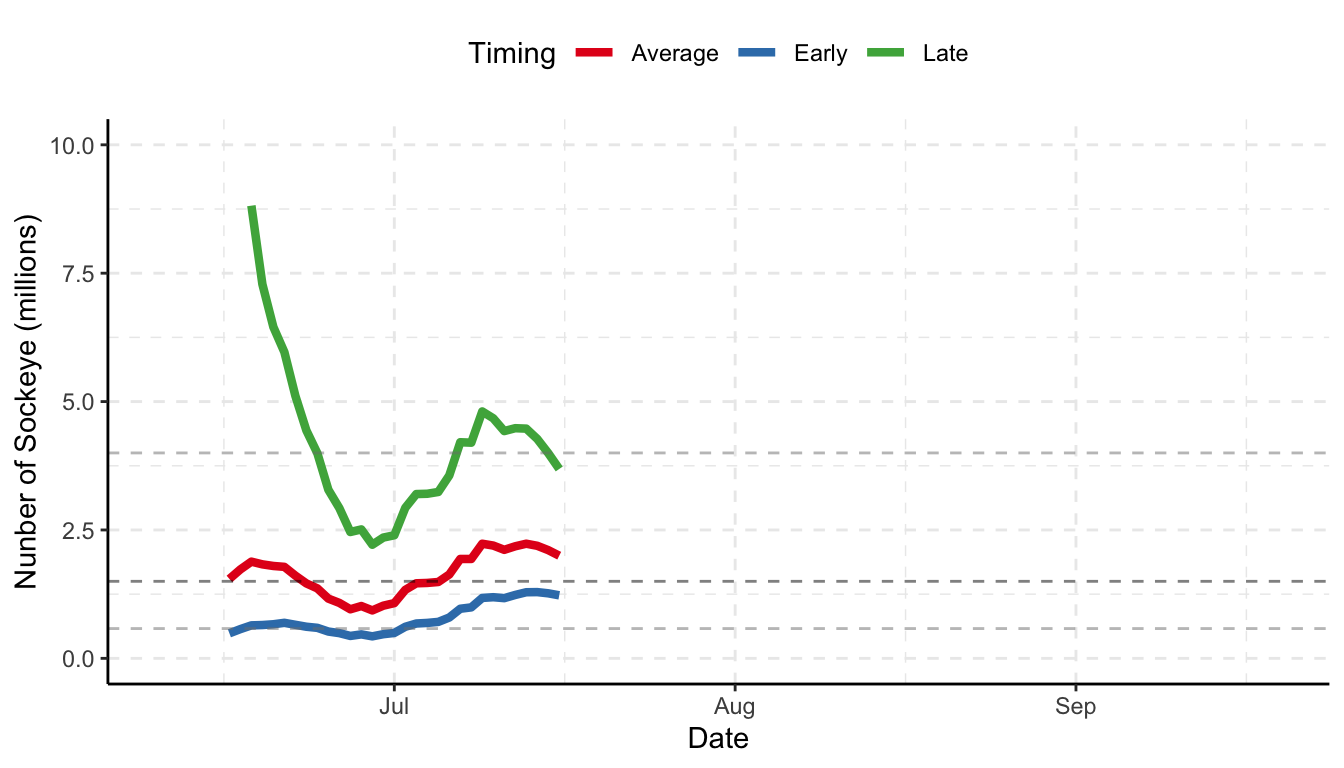 Timing Average Early Late
Nunber of Sockeye (millions)
10.0
7.5
5.0
2.5
0.0
Jul Aug Sep
Date